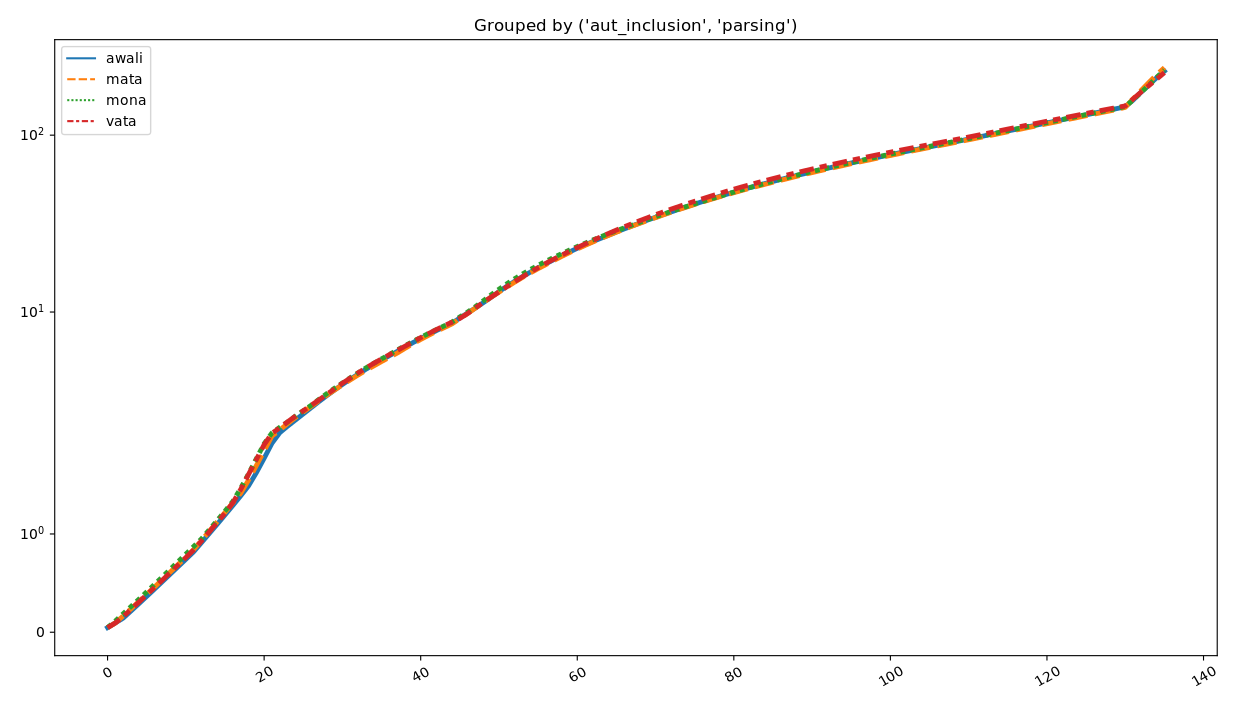 Grouped by ('aut_inclusion', 'parsing')
awali
mata
mona
vata
10²
10¹
10⁰
0
0
20
40
60
80
100
120
140